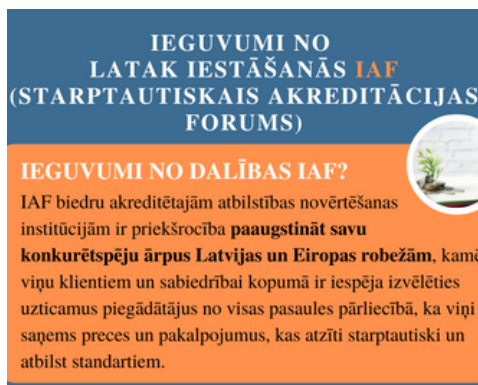 IEGUVUMI NO
LATAK IESTĀŠANĀS IAF
(STARPTAUTISKAIS AKREDITĀCIJAS
FORUMS)
IEGUVUMI NO DALĪBAS IAF?
IAF biedru akreditētajām atbilstības novērtēšanas
institūcijām ir priekšrocība paaugstināt savu
konkurētspēju ārpus Latvijas un Eiropas robežām, kamē
viņu klientiem un sabiedrībai kopumā ir iespēja izvēlēties
uzticamus piegādātājus no visas pasaules pārliecībā, ka viņi
saņems preces un pakalpojumus, kas atzīti starptautiski un
atbilst standartiem.